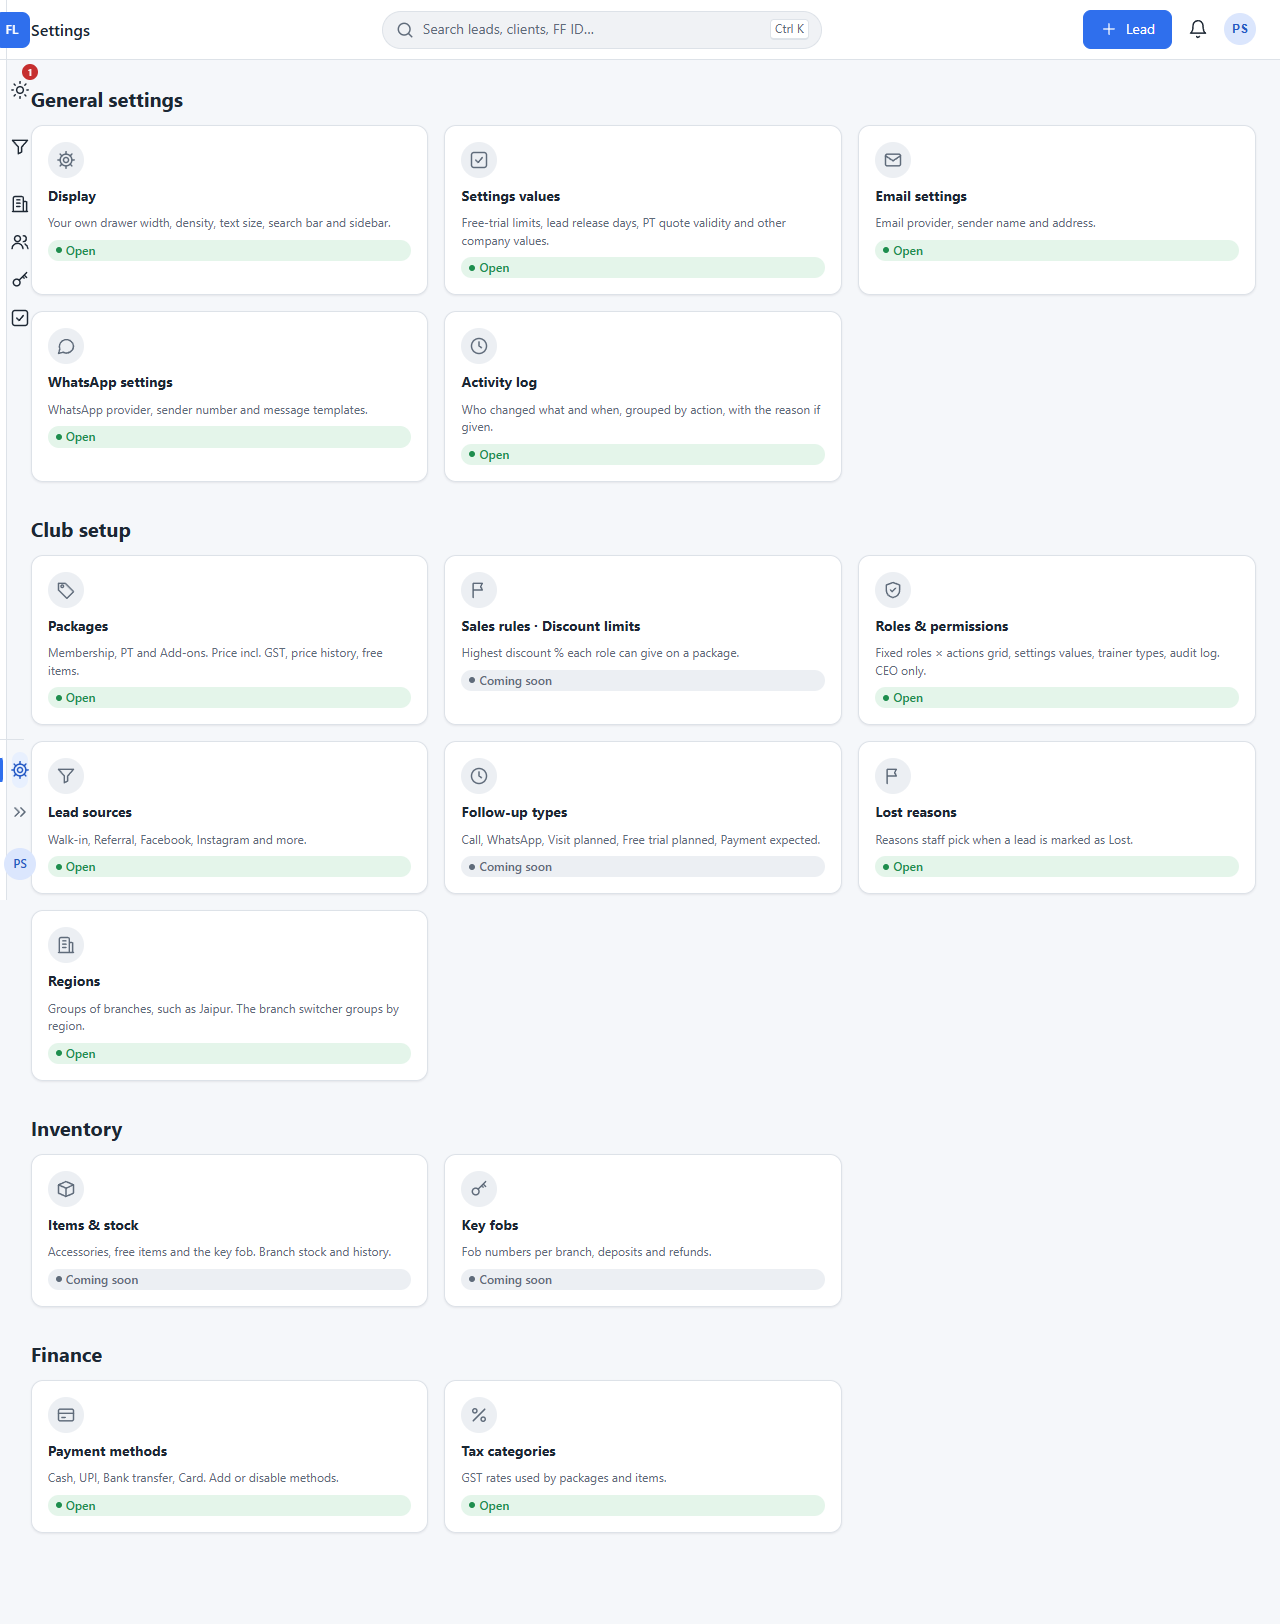 FL
Settings
Search leads, clients, FF ID...
Ctrl K
+ Lead
PS
1
General settings
Display
Your own drawer width, density, text size, search bar and sidebar.
Open
Settings values
Free-trial limits, lead release days, PT quote validity and other
company values.
Open
Email settings
Email provider, sender name and address.
Open
WhatsApp settings
WhatsApp provider, sender number and message templates.
Open
Activity log
Who changed what and when, grouped by action, with the reason if
given.
Open
Club setup
Packages
Membership, PT and Add-ons. Price incl. GST, price history, free
items.
Open
Sales rules · Discount limits
Highest discount % each role can give on a package.
Coming soon
Roles & permissions
Fixed roles × actions grid, settings values, trainer types, audit log.
CEO only.
Open
Lead sources
Walk-in, Referral, Facebook, Instagram and more.
Open
Follow-up types
Call, WhatsApp, Visit planned, Free trial planned, Payment expected.
Coming soon
Lost reasons
Reasons staff pick when a lead is marked as Lost.
Open
PS
Regions
Groups of branches, such as Jaipur. The branch switcher groups by
region.
Open
Inventory
Items & stock
Accessories, free items and the key fob. Branch stock and history.
Coming soon
Key fobs
Fob numbers per branch, deposits and refunds.
Coming soon
Finance
Payment methods
Cash, UPI, Bank transfer, Card. Add or disable methods.
Open
Tax categories
GST rates used by packages and items.
Open